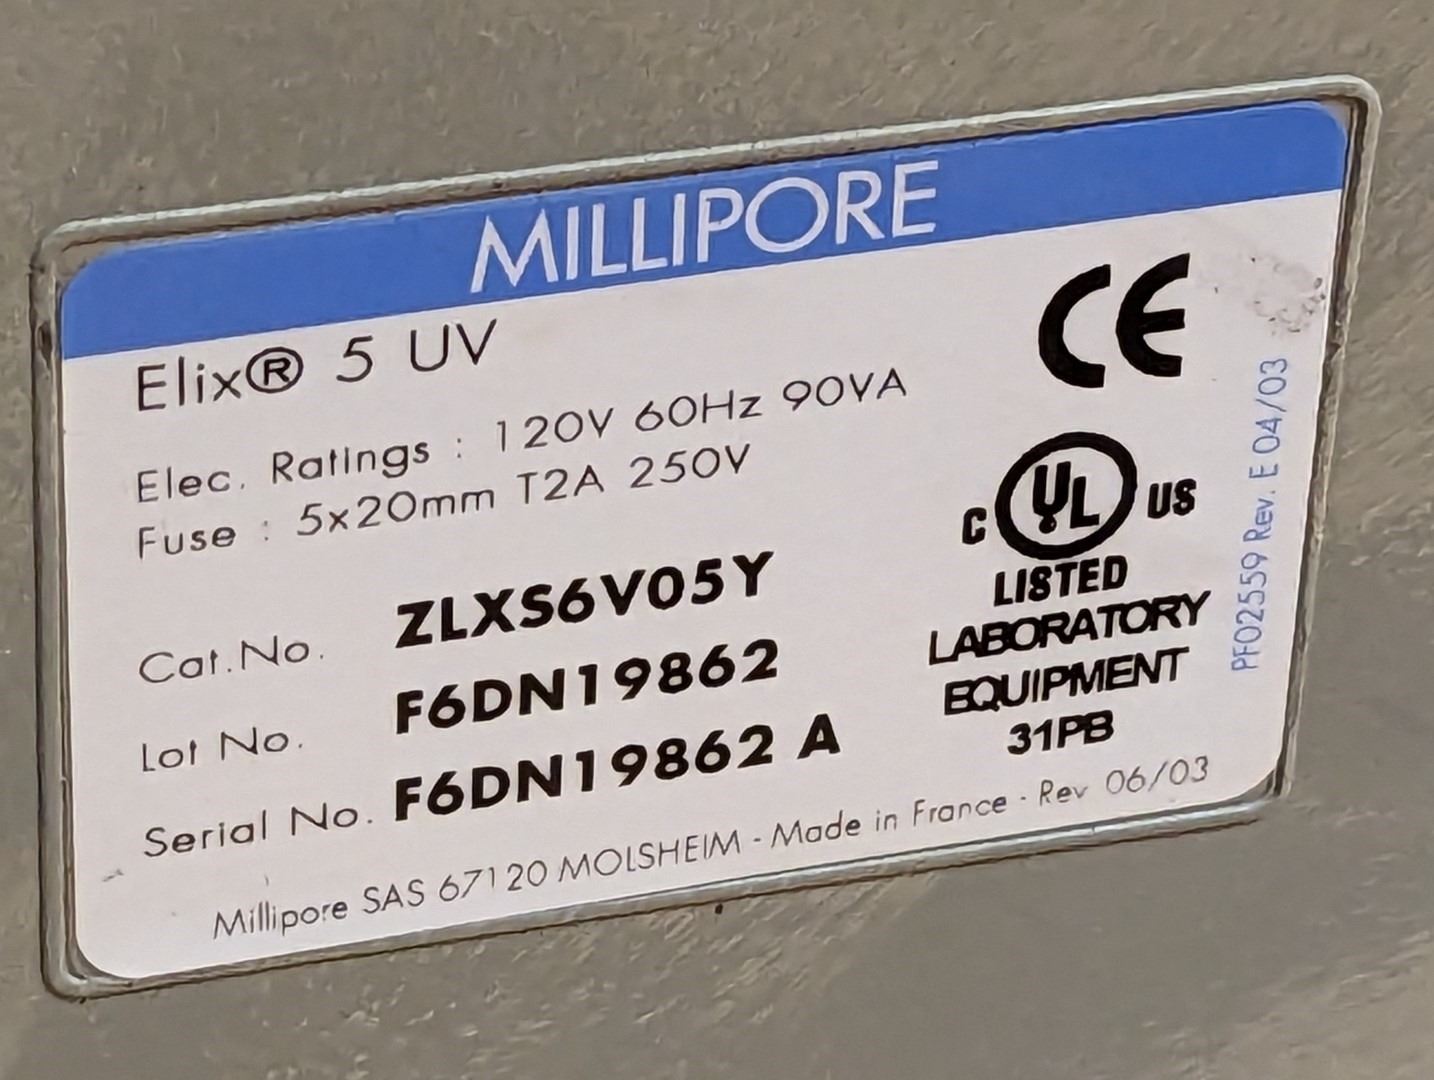 MILLIPORE
Elix® 5 UV
CE
Elec. Ratings : 120V 60Hz 90VA
Fuse : 5x20mm T2A 250V
C UL US
LISTED
LABORATORY
EQUIPMENT
31PB
Cat.No. ZLXS6V05Y
Lot No. F6DN19862
Serial No. F6DN19862 A
Millipore SAS 67120 MOLSHEIM - Made in France - Rev 06/03
PF02559 Rev. E 04/03